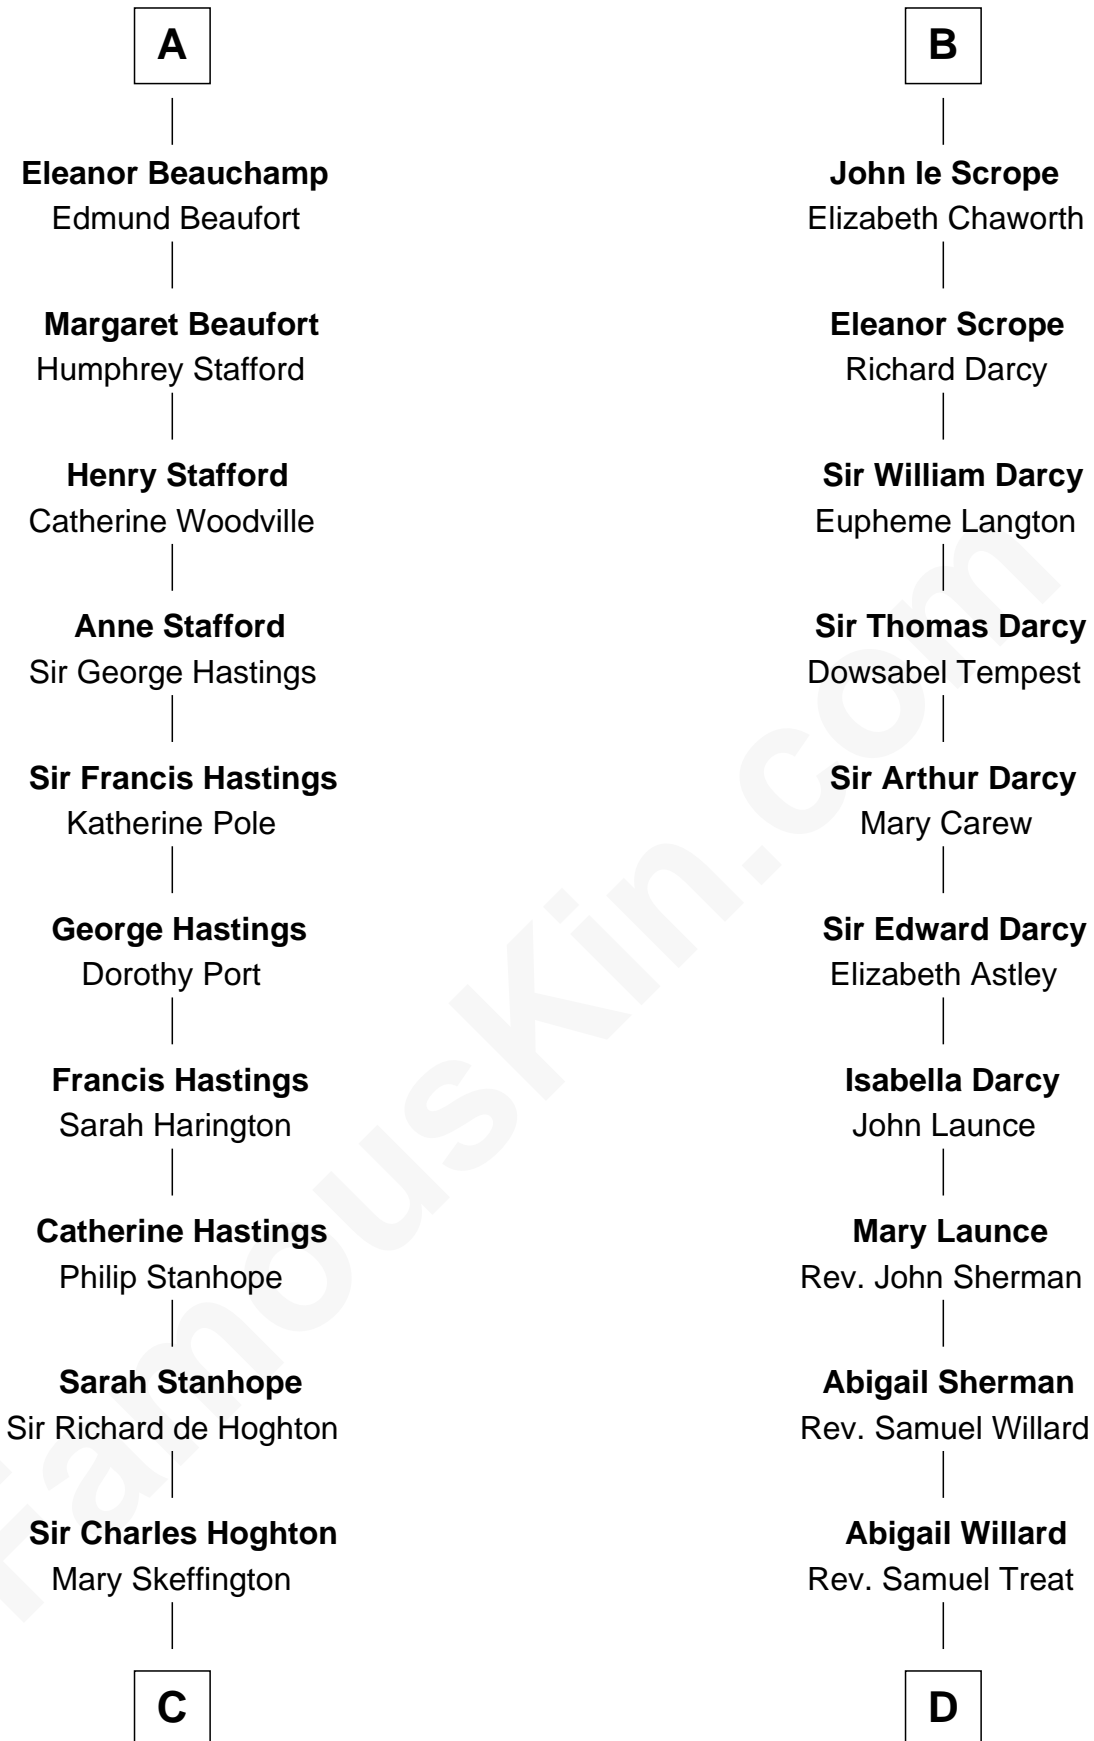 A
Eleanor Beauchamp
Edmund Beaufort
Margaret Beaufort
Humphrey Stafford
Henry Stafford
Catherine Woodville
Anne Stafford
Sir George Hastings
Sir Francis Hastings
Katherine Pole
George Hastings
Dorothy Port
Francis Hastings
Sarah Harington
Catherine Hastings
Philip Stanhope
Sarah Stanhope
Sir Richard de Hoghton
Sir Charles Hoghton
Mary Skeffington
C
B
John le Scrope
Elizabeth Chaworth
Eleanor Scrope
Richard Darcy
Sir William Darcy
Eupheme Langton
Sir Thomas Darcy
Dowsabel Tempest
Sir Arthur Darcy
Mary Carew
Sir Edward Darcy
Elizabeth Astley
Isabella Darcy
John Launce
Mary Launce
Rev. John Sherman
Abigail Sherman
Rev. Samuel Willard
Abigail Willard
Rev. Samuel Treat
D
FamousKin.com